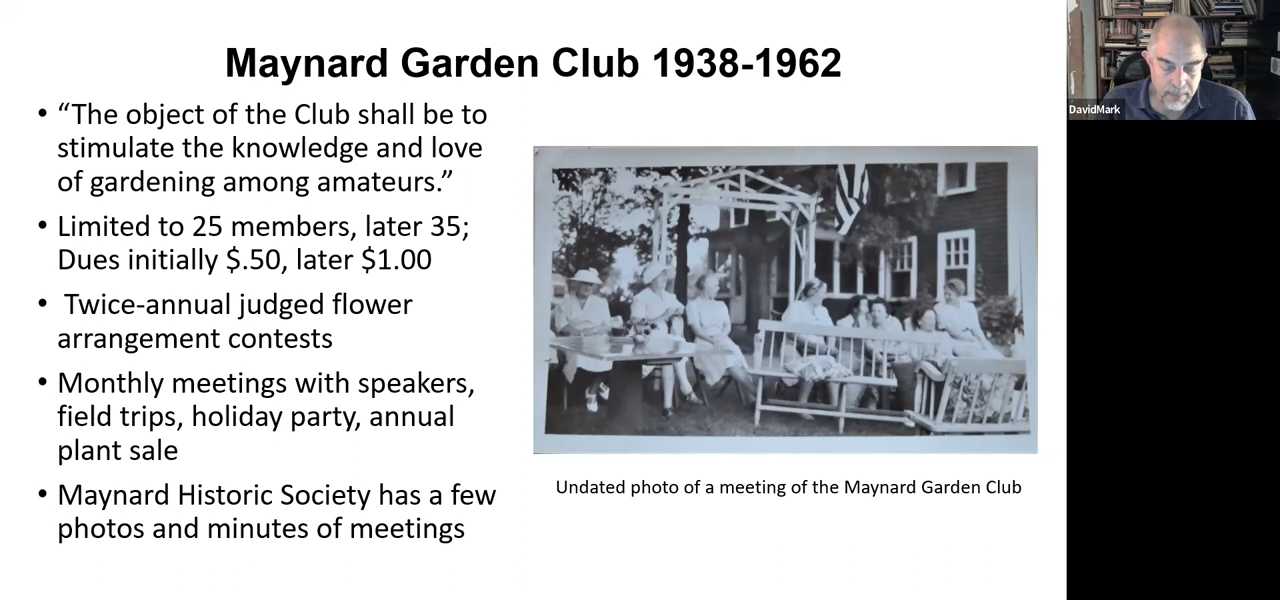 Maynard Garden Club 1938-1962
• “The object of the Club shall be to
stimulate the knowledge and love
of gardening among amateurs.”
• Limited to 25 members, later 35;
Dues initially $.50, later $1.00
• Twice-annual judged flower
arrangement contests
• Monthly meetings with speakers,
field trips, holiday party, annual
plant sale
• Maynard Historic Society has a few
photos and minutes of meetings
Undated photo of a meeting of the Maynard Garden Club
DavidMark